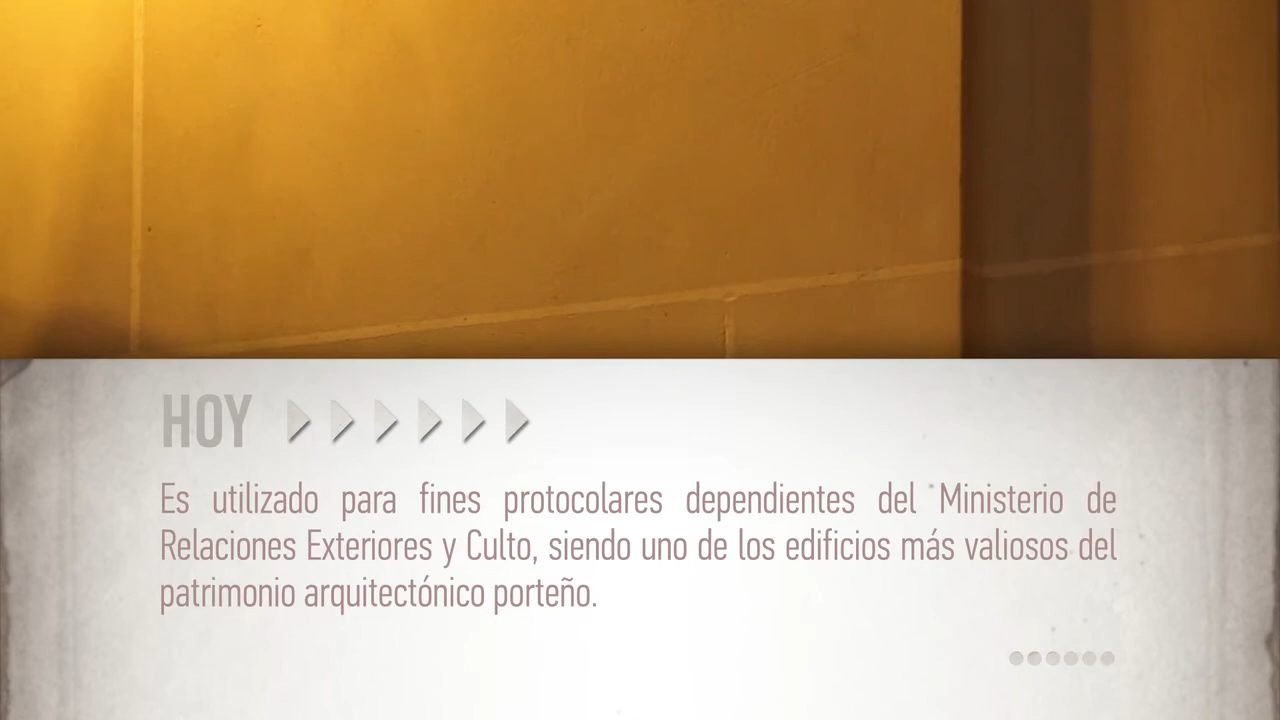 HOY
Es utilizado para fines protocolares dependientes del Ministerio de
Relaciones Exteriores y Culto, siendo uno de los edificios más valiosos del
patrimonio arquitectónico porteño.